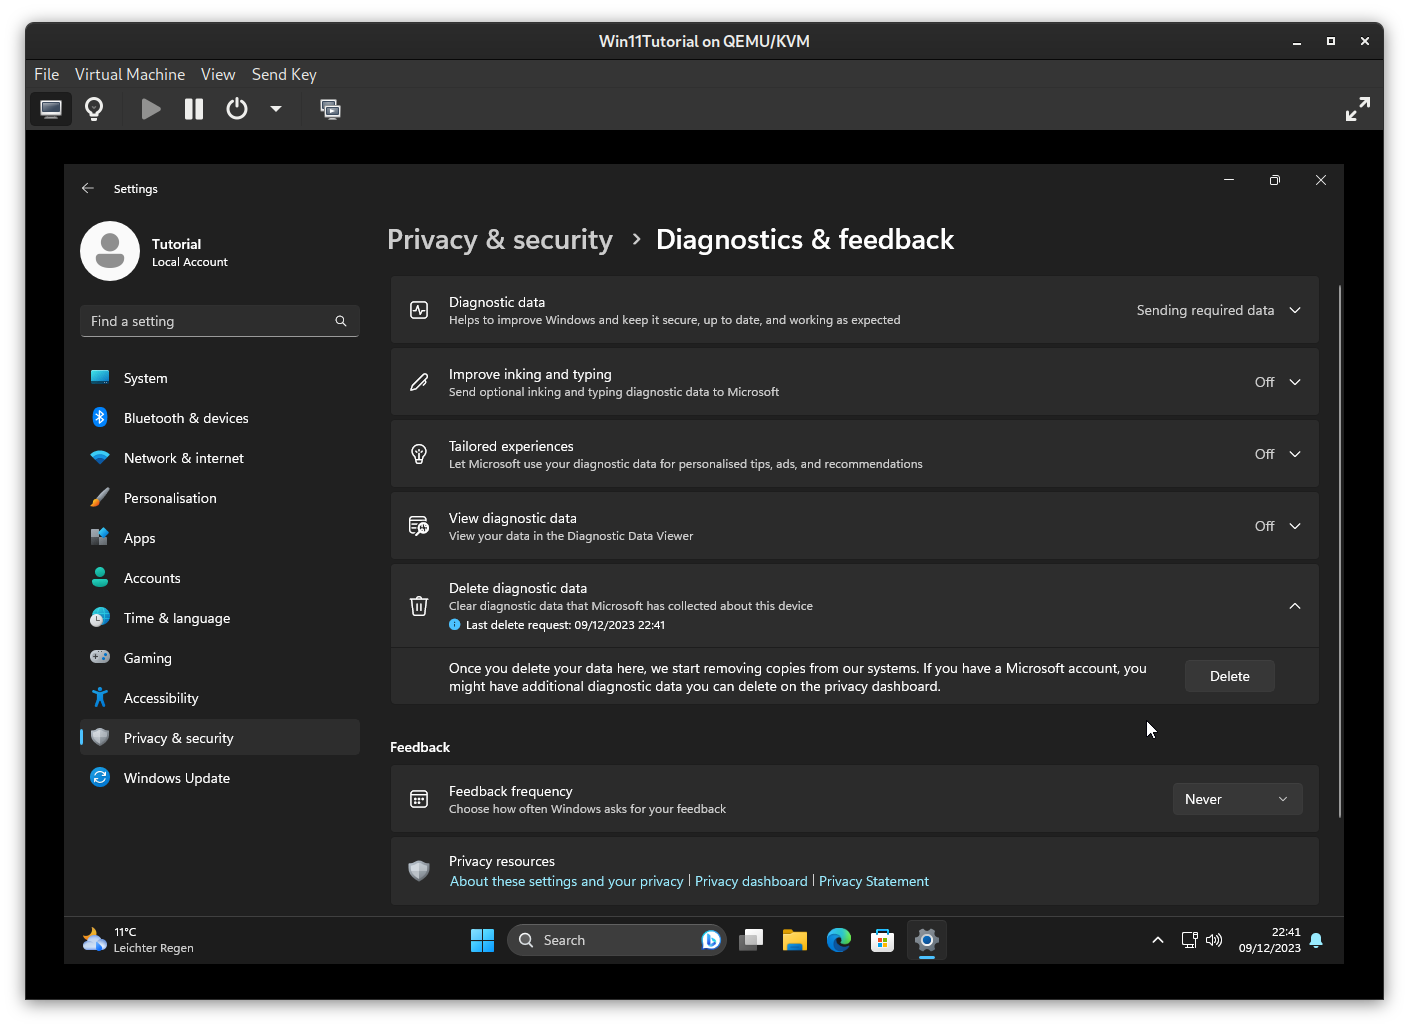 Win11Tutorial on QEMU/KVM
File Virtual Machine View Send Key
Settings
Tutorial
Local Account
Find a setting
System
Bluetooth & devices
Network & internet
Personalisation
Apps
Accounts
Time & language
Gaming
Accessibility
Privacy & security
Windows Update
Privacy & security > Diagnostics & feedback
Diagnostic data
Helps to improve Windows and keep it secure, up to date, and working as expected
Sending required data
Improve inking and typing
Send optional inking and typing diagnostic data to Microsoft
Off
Tailored experiences
Let Microsoft use your diagnostic data for personalised tips, ads, and recommendations
Off
View diagnostic data
View your data in the Diagnostic Data Viewer
Off
Delete diagnostic data
Clear diagnostic data that Microsoft has collected about this device
Last delete request: 09/12/2023 22:41
Once you delete your data here, we start removing copies from our systems. If you have a Microsoft account, you
might have additional diagnostic data you can delete on the privacy dashboard.
Delete
Feedback
Feedback frequency
Choose how often Windows asks for your feedback
Never
Privacy resources
About these settings and your privacy | Privacy dashboard | Privacy Statement
11°C
Leichter Regen
Search
22:41
09/12/2023